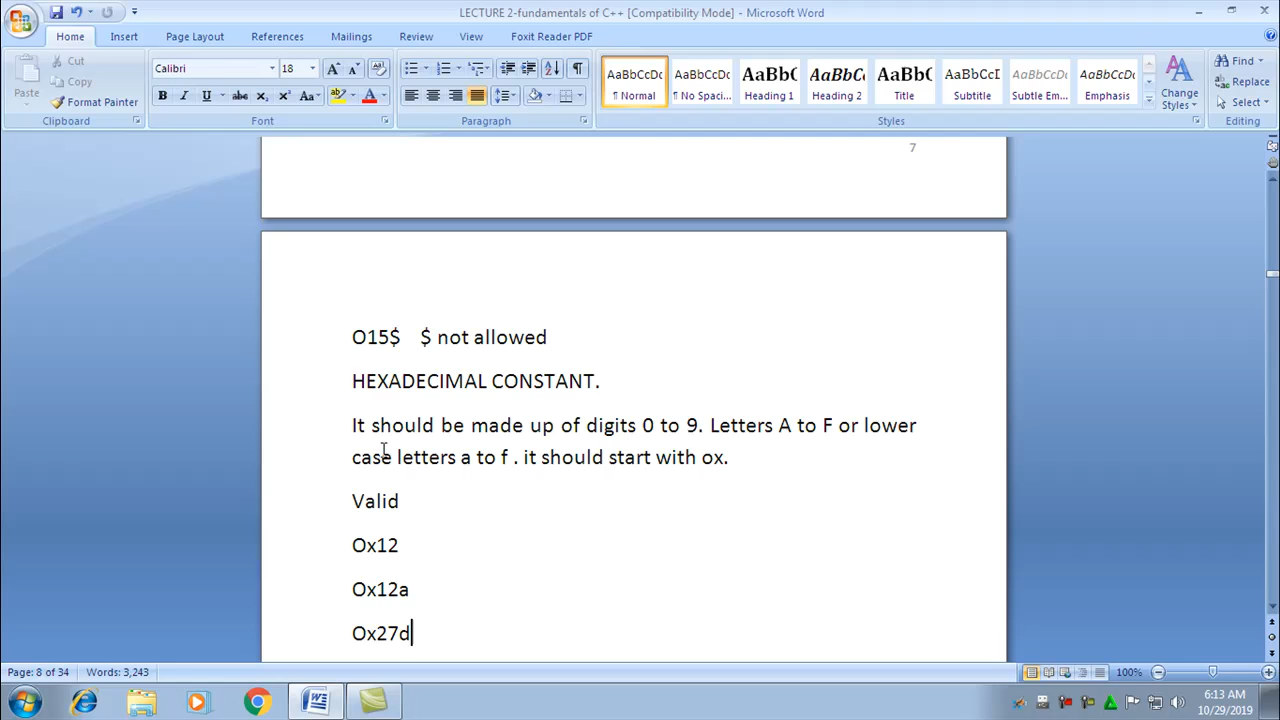 LECTURE 2-fundamentals of C++ [Compatibility Mode] - Microsoft Word
Home Insert Page Layout References Mailings Review View Foxit Reader PDF
Paste
Cut
Copy
Format Painter
Clipboard
Calibri 18
B I U abc X₂ X² Aa A
Font
Paragraph
AaBbCcDc AaBbCcDc AaBbC AaBbCc AaBbC AaBbCcI AaBbCcDc AaBbCcDc
¶ Normal ¶ No Spaci... Heading 1 Heading 2 Title Subtitle Subtle Em... Emphasis
Styles
Change Styles
Find
Replace
Select
Editing
7
O15$ $ not allowed
HEXADECIMAL CONSTANT.
It should be made up of digits 0 to 9. Letters A to F or lower
case letters a to f . it should start with ox.
Valid
Ox12
Ox12a
Ox27d
Page: 8 of 34 Words: 3,243 100%
6:13 AM
10/29/2019